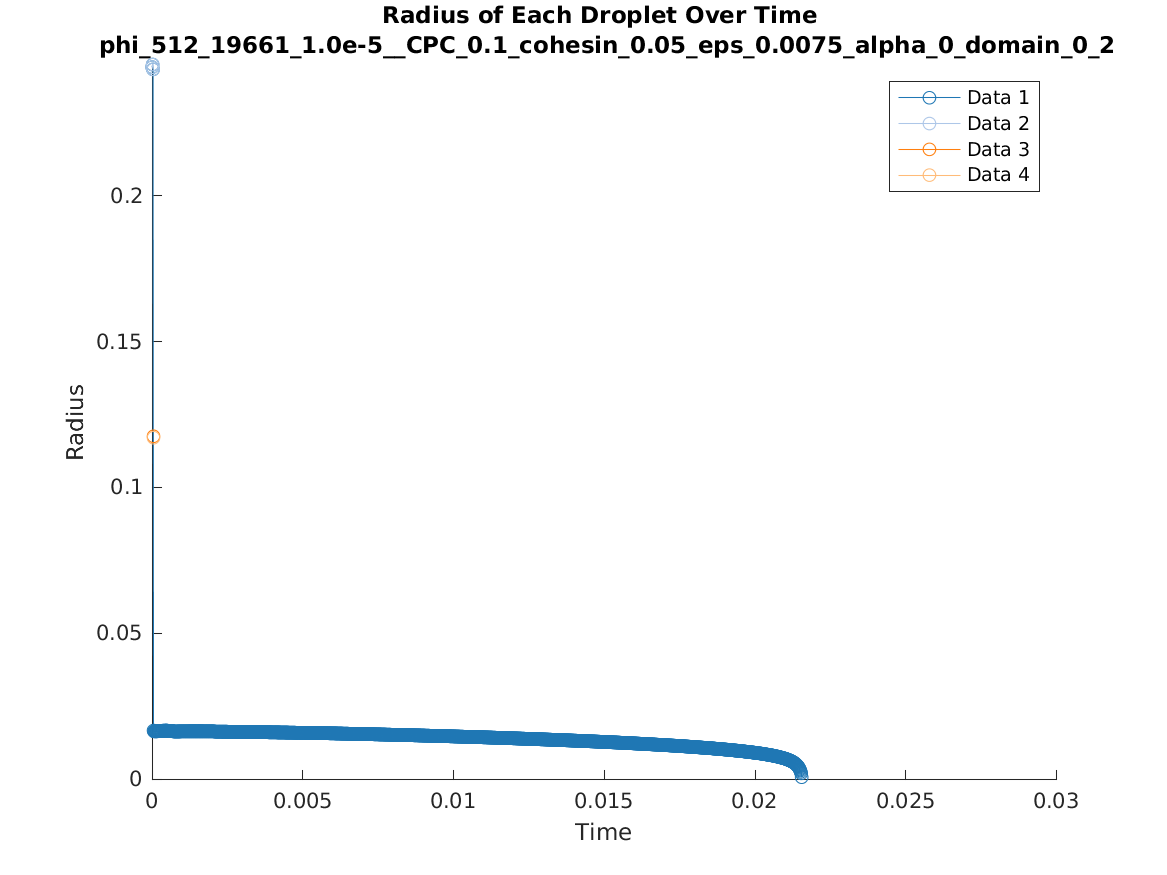 Radius of Each Droplet Over Time
phi_512_19661_1.0e-5__CPC_0.1_cohesin_0.05_eps_0.0075_alpha_0_domain_0_2
Data 1
Data 2
Data 3
Data 4
0.2
0.15
0.1
0.05
0
Radius
0
0.005
0.01
0.015
0.02
0.025
0.03
Time